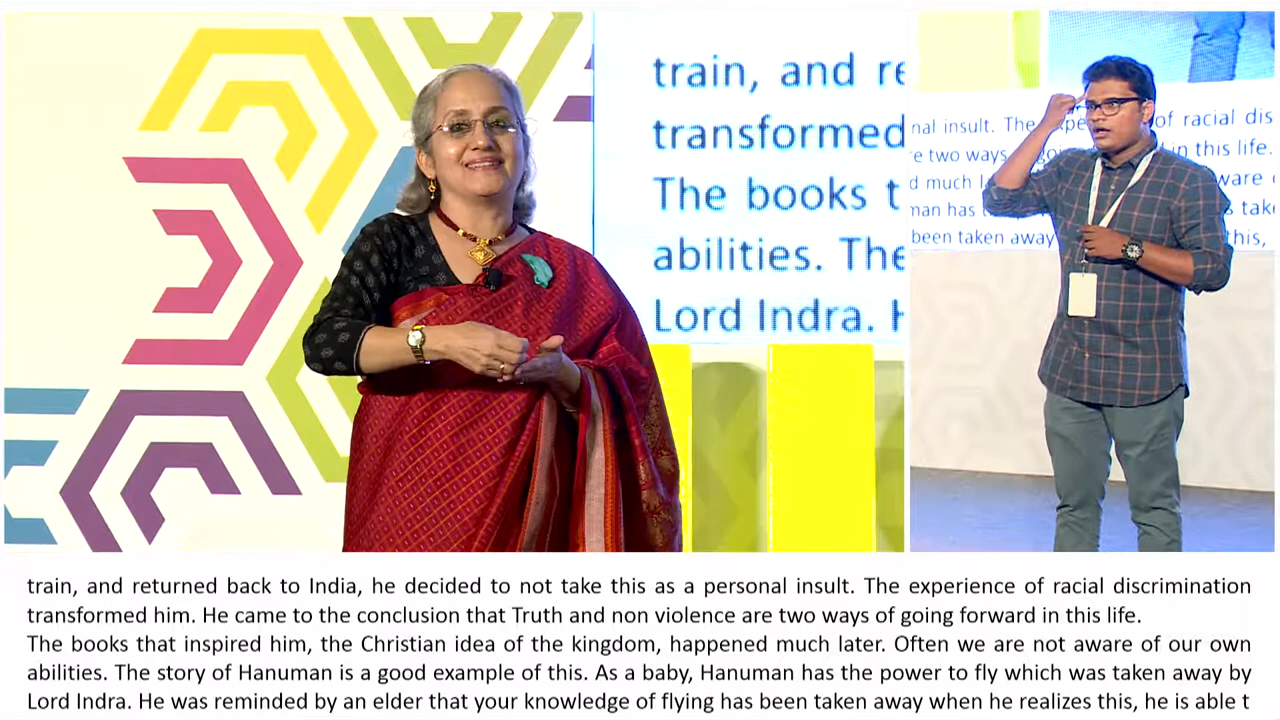 train, and re
transformed
The books t
abilities. The
Lord Indra. H
nal insult. The expe of racial dis
e two ways goi in this life.
d much l ware
man has t s take
been taken away this,
train, and returned back to India, he decided to not take this as a personal insult. The experience of racial discrimination
transformed him. He came to the conclusion that Truth and non violence are two ways of going forward in this life.
The books that inspired him, the Christian idea of the kingdom, happened much later. Often we are not aware of our own
abilities. The story of Hanuman is a good example of this. As a baby, Hanuman has the power to fly which was taken away by
Lord Indra. He was reminded by an elder that your knowledge of flying has been taken away when he realizes this, he is able t